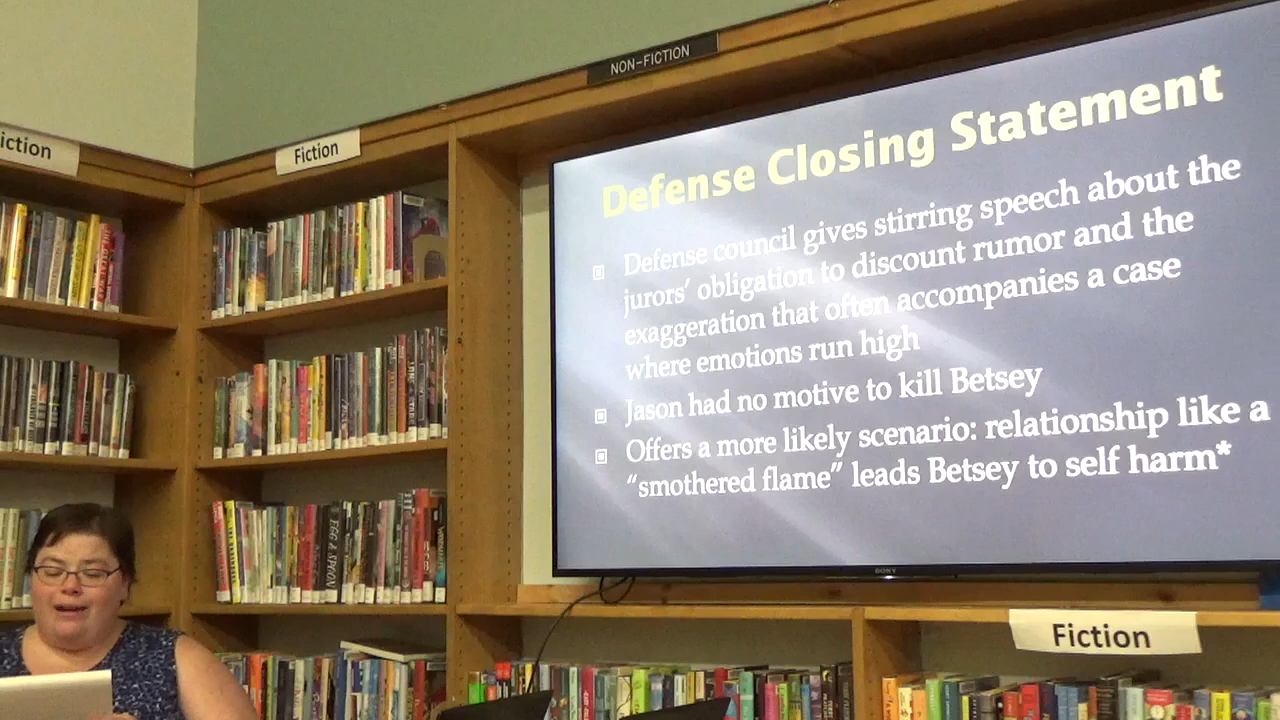 NON-FICTION
iction
Fiction
Defense Closing Statement
Defense council gives stirring speech about the
jurors' obligation to discount rumor and the
exaggeration that often accompanies a case
where emotions run high
Jason had no motive to kill Betsey
Offers a more likely scenario: relationship like a
"smothered flame" leads Betsey to self harm*
SONY
EGG & SPOON
Fiction